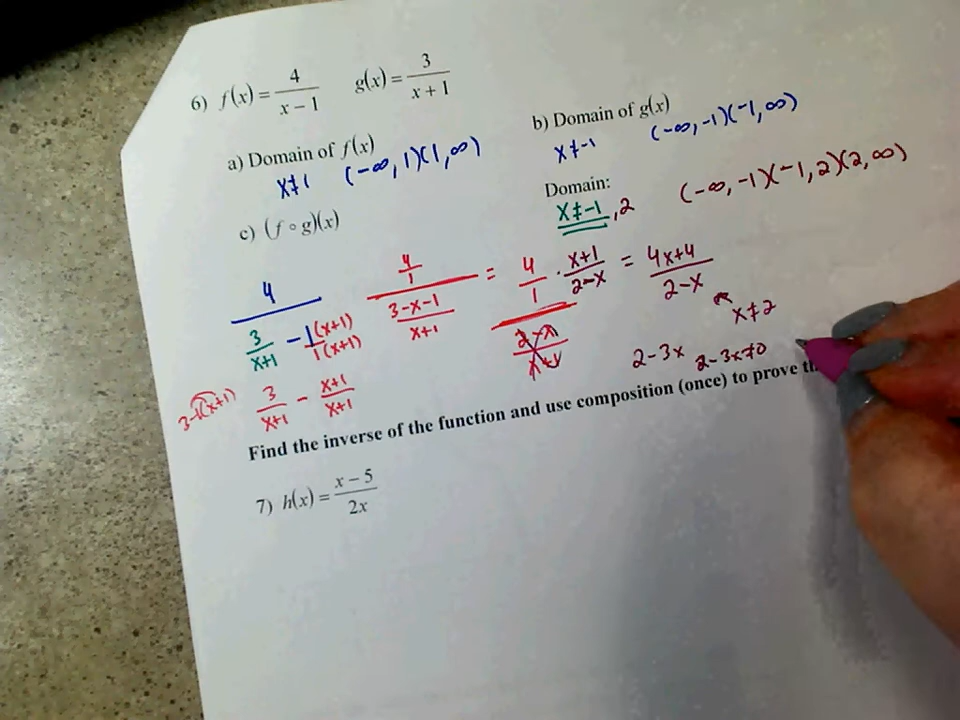 6) f(x) = 4/(x − 1) g(x) = 3/(x + 1)
a) Domain of f(x) b) Domain of g(x)
x ≠ 1 (-∞, 1)(1, ∞) x ≠ -1 (-∞, -1)(-1, ∞)
c) (f ∘ g)(x) Domain:
x ≠ -1, 2 (-∞, -1)(-1, 2)(2, ∞)
4/(3/(x+1) - 1(x+1)/1(x+1)) (4/1)/((3-x-1)/(x+1)) = (4/1)/((2-x)/(x+1)) · (x+1)/(2-x) = (4x+4)/(2-x)
x ≠ 2
3-1(x+1) 3/(x+1) - (x+1)/(x+1) 2-3x 2-3x≠0
Find the inverse of the function and use composition (once) to prove
7) h(x) = (x − 5)/(2x)